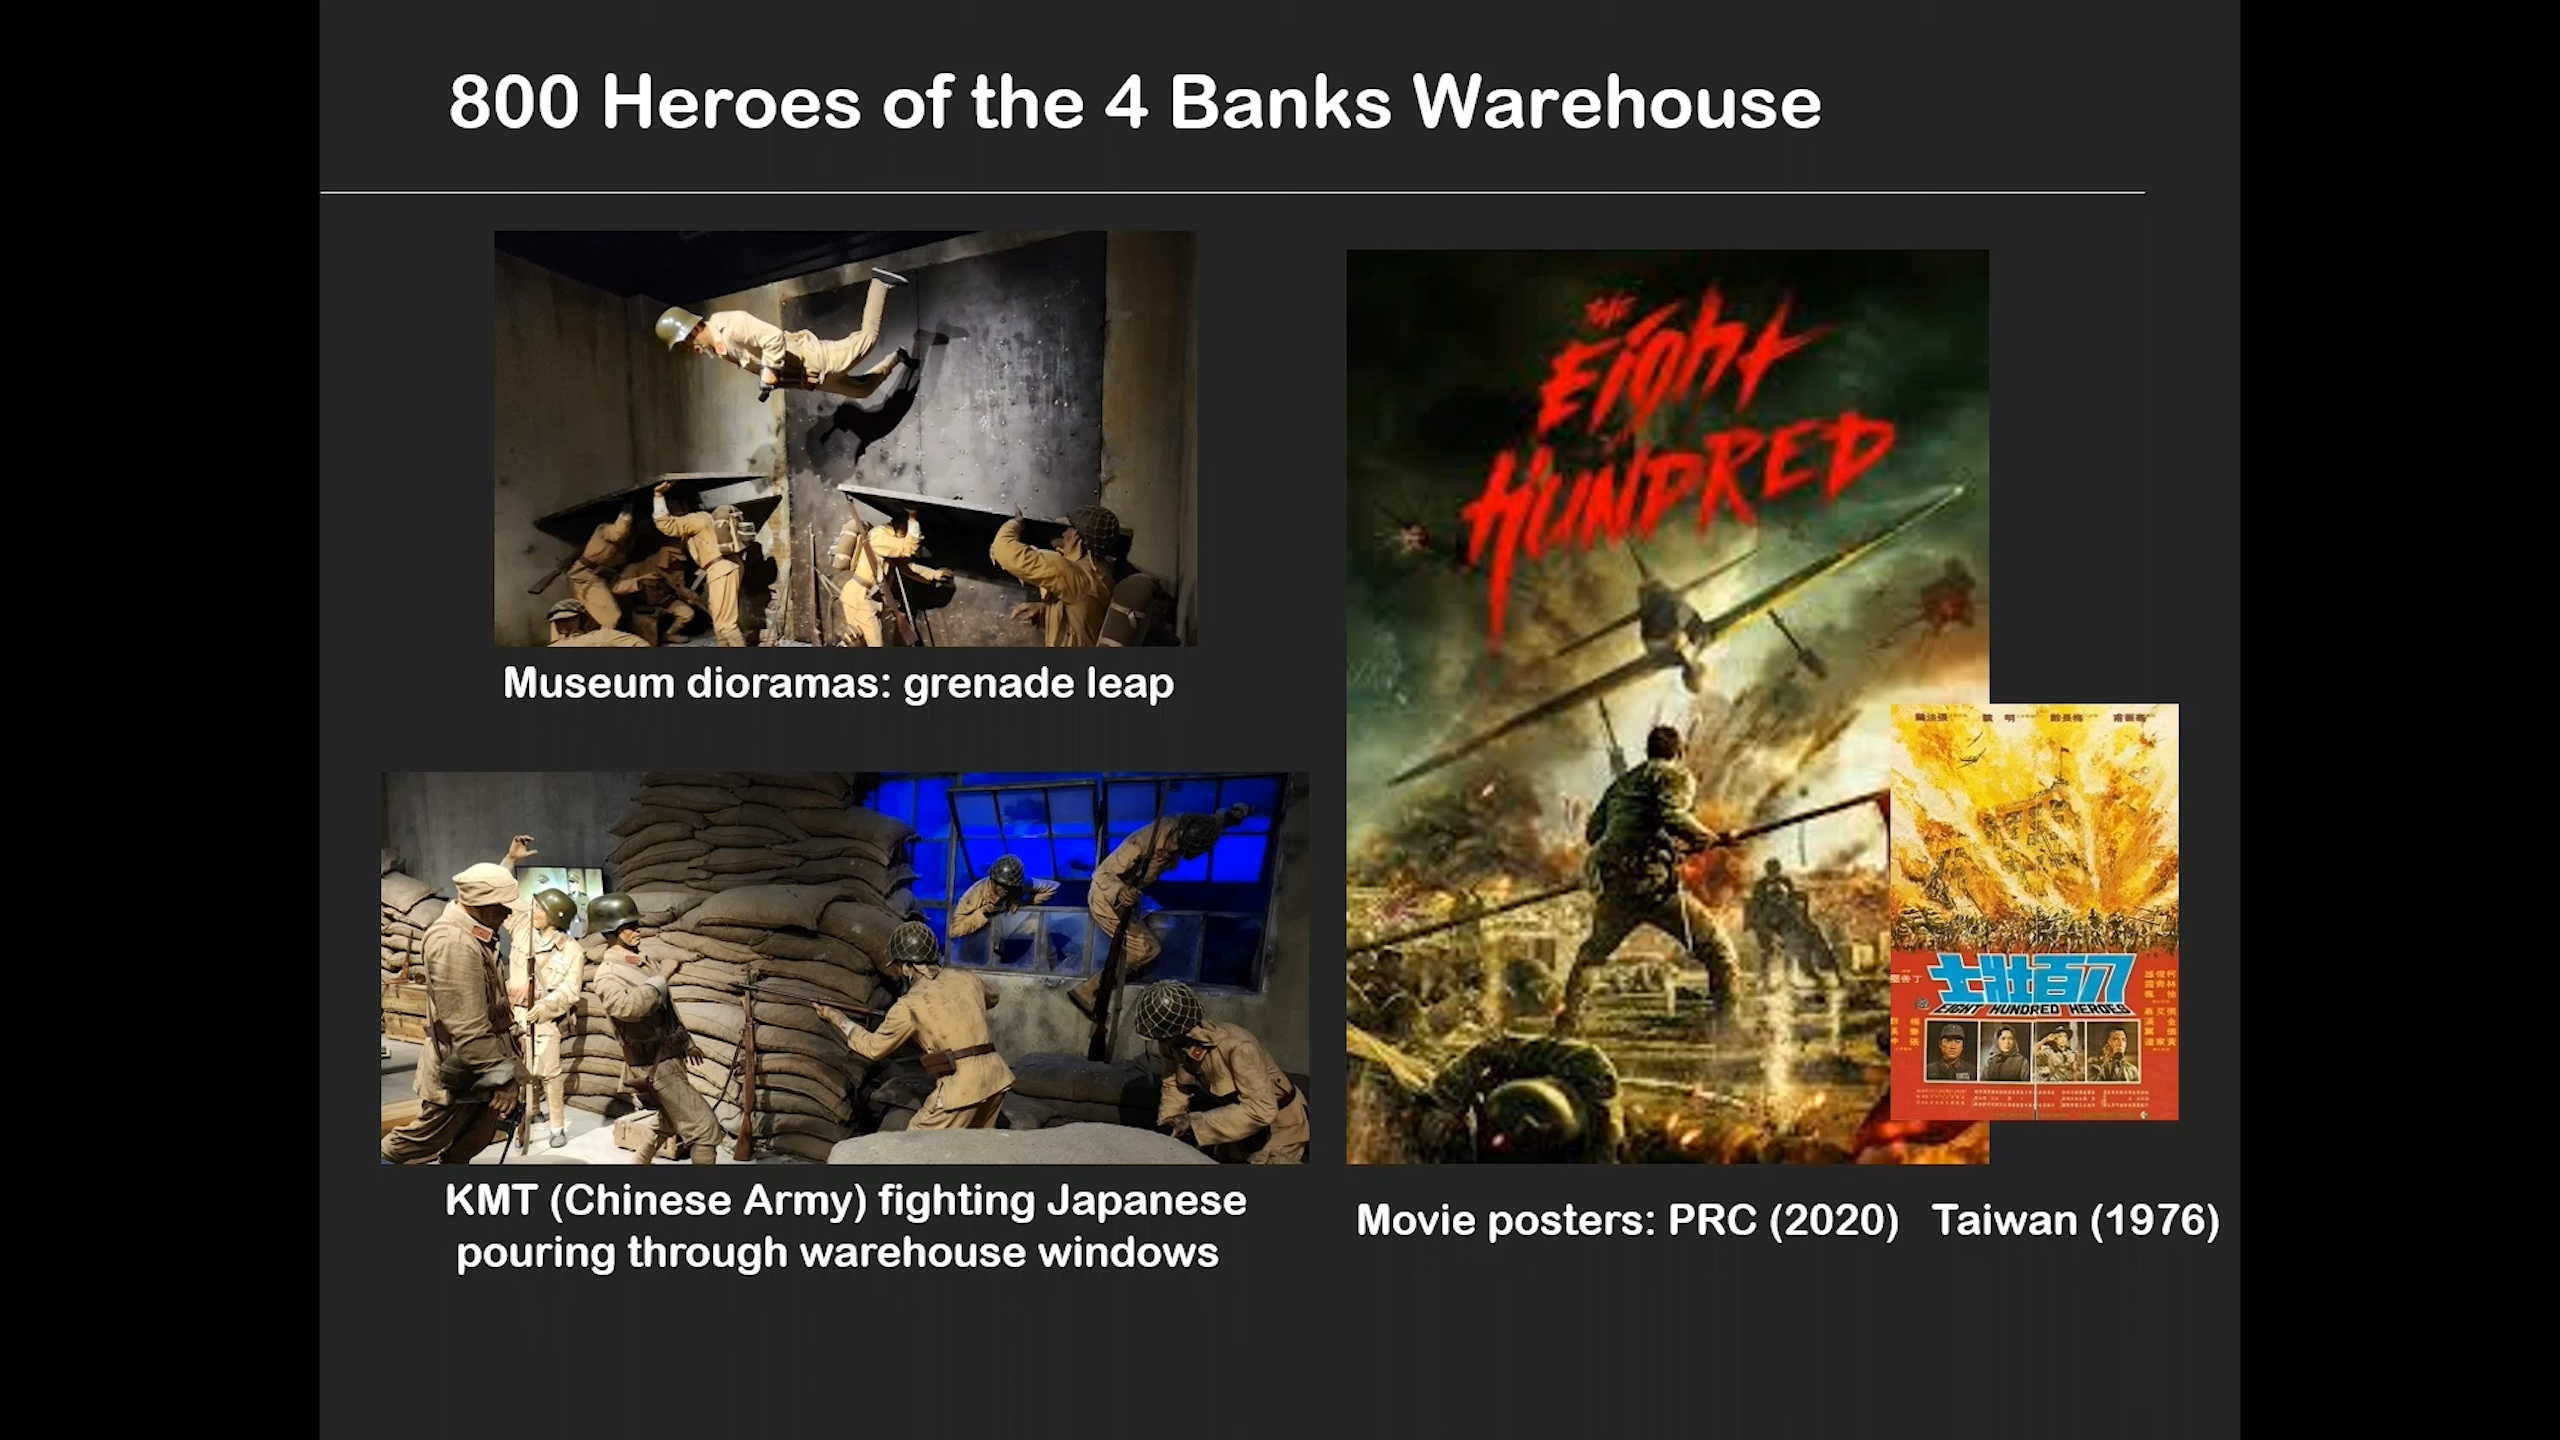 800 Heroes of the 4 Banks Warehouse
Museum dioramas: grenade leap
KMT (Chinese Army) fighting Japanese
pouring through warehouse windows
THE
Eight
HUNDRED
士壯百八
EIGHT HUNDRED HEROES
Movie posters: PRC (2020) Taiwan (1976)